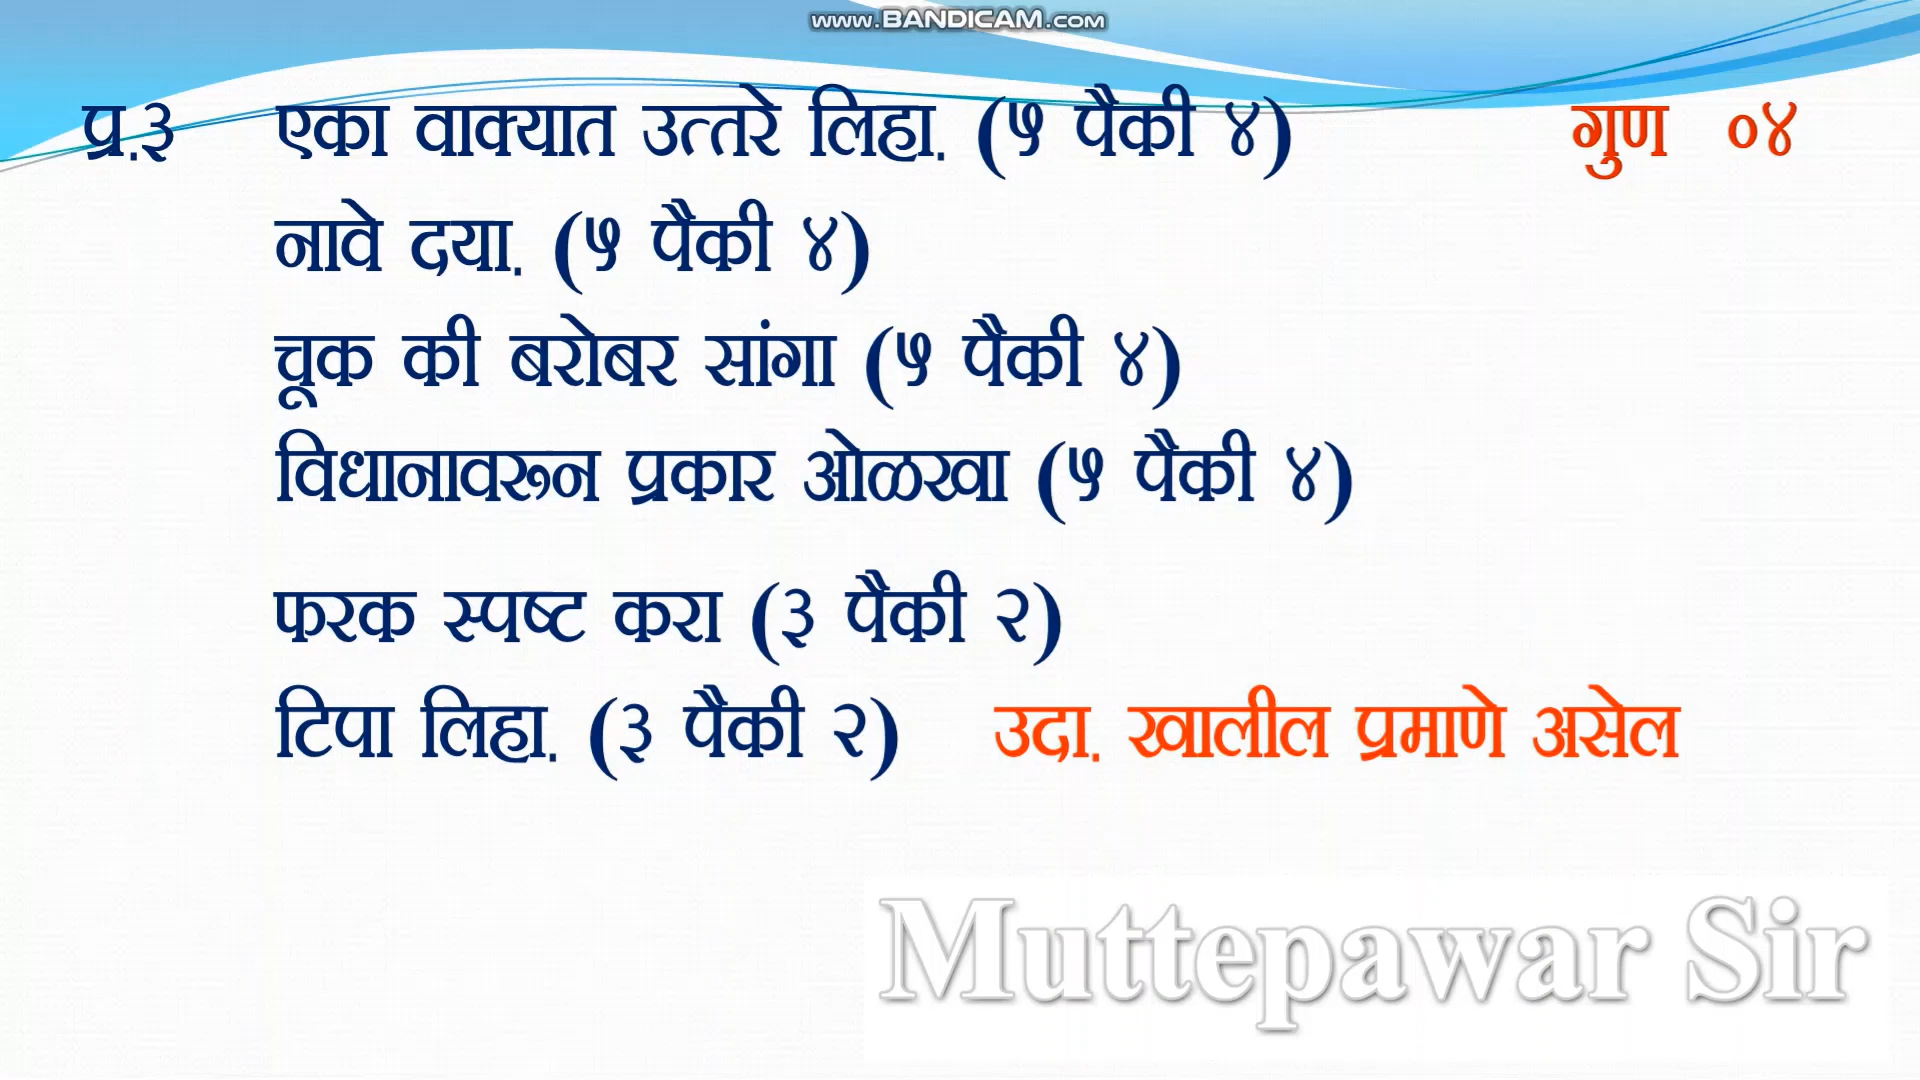 www.BANDICAM.com
प्र.३ एका वाक्यात उत्तरे लिहा. (५ पैकी ४) गुण ०४
नावे दया. (५ पैकी ४)
चूक की बरोबर सांगा (५ पैकी ४)
विधानावरून प्रकार ओळखा (५ पैकी ४)
फरक स्पष्ट करा (३ पैकी २)
टिपा लिहा. (३ पैकी २) उदा. खालील प्रमाणे असेल
Muttepawar Sir